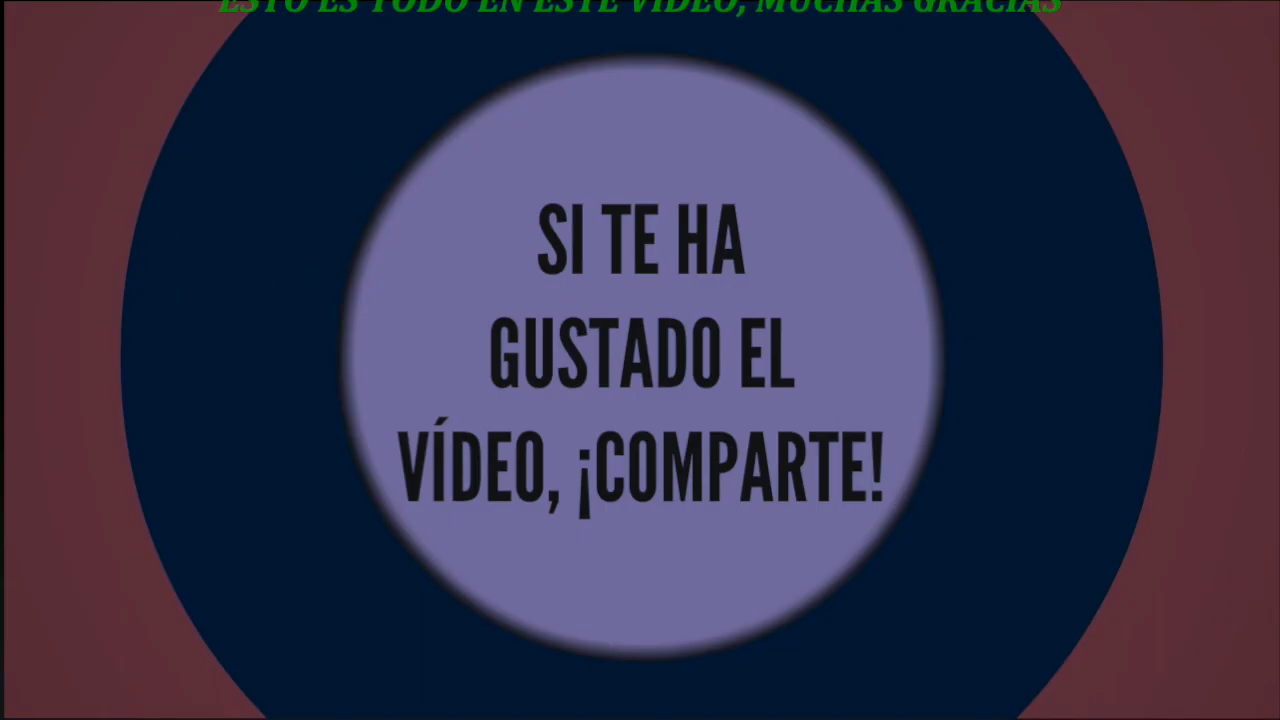 ESTO ES TODO EN ESTE VIDEO, MUCHAS GRACIAS
SI TE HA
GUSTADO EL
VÍDEO, ¡COMPARTE!